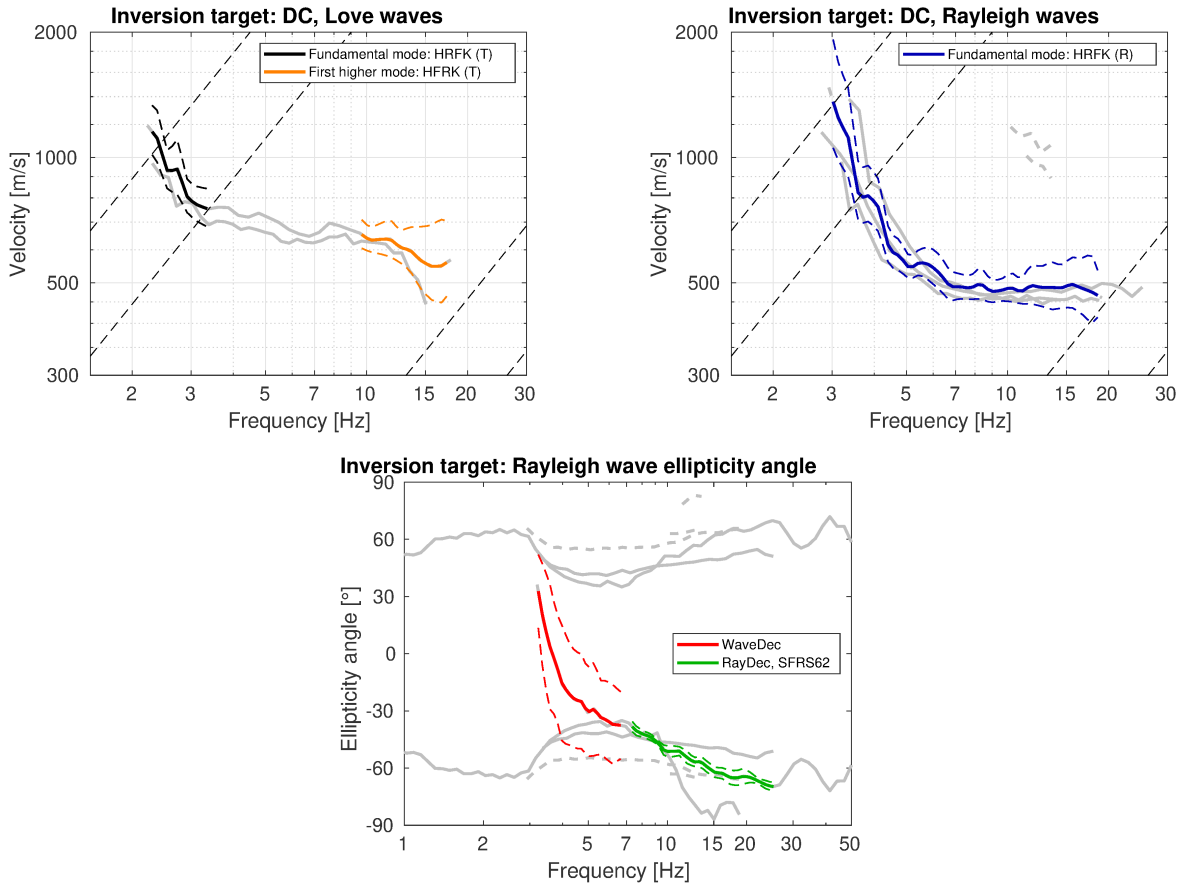 Inversion target: DC, Love waves
2000
1000
500
300
Velocity [m/s]
Fundamental mode: HRFK (T)
First higher mode: HFRK (T)
2 3 5 7 10 15 20 30
Frequency [Hz]
Inversion target: DC, Rayleigh waves
2000
1000
500
300
Velocity [m/s]
Fundamental mode: HRFK (R)
2 3 5 7 10 15 20 30
Frequency [Hz]
Inversion target: Rayleigh wave ellipticity angle
90
60
30
0
-30
-60
-90
Ellipticity angle [°]
WaveDec
RayDec, SFRS62
1 2 3 5 7 10 15 20 30 50
Frequency [Hz]